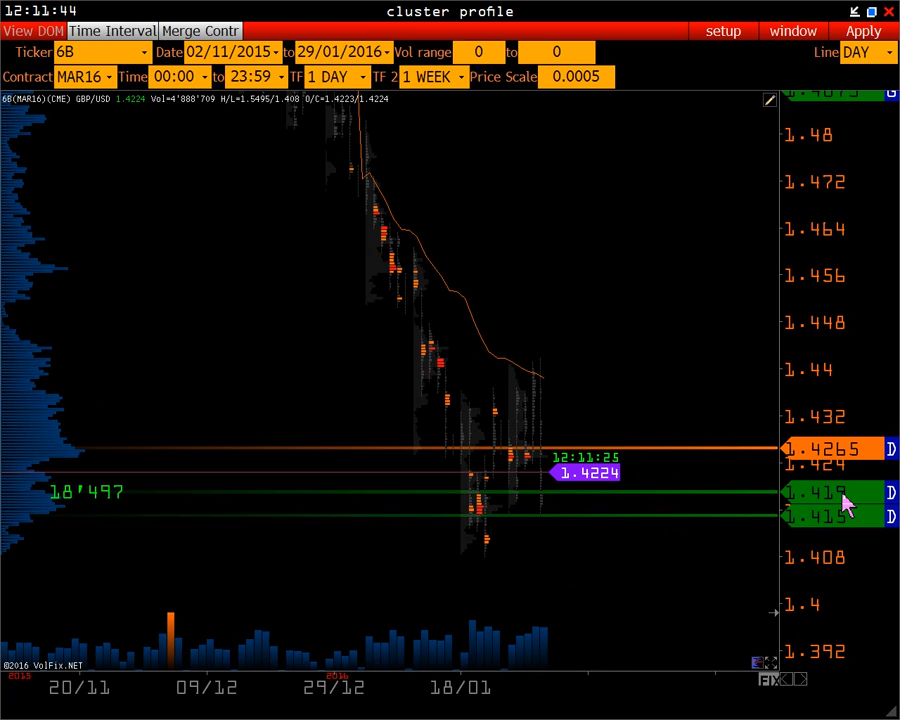 12:11:44
cluster profile
View DOM Time Interval Merge Contr
setup window Apply
Ticker 6B Date 02/11/2015 to 29/01/2016 Vol range 0 to 0 Line DAY
Contract MAR16 Time 00:00 to 23:59 TF 1 DAY TF 2 1 WEEK Price Scale 0.0005
6B(MAR16)(CME) GBP/USD 1.4224 Vol=4'888'709 H/L=1.5495/1.408 O/C=1.4223/1.4224
1.48
1.472
1.464
1.456
1.448
1.44
1.432
1.4265 D
12:11:25
1.424
1.4224
18'497
1.419 D
1.415 D
1.408
1.4
1.392
©2016 VolFix.NET
FIX
2015
2016
20/11
09/12
29/12
18/01